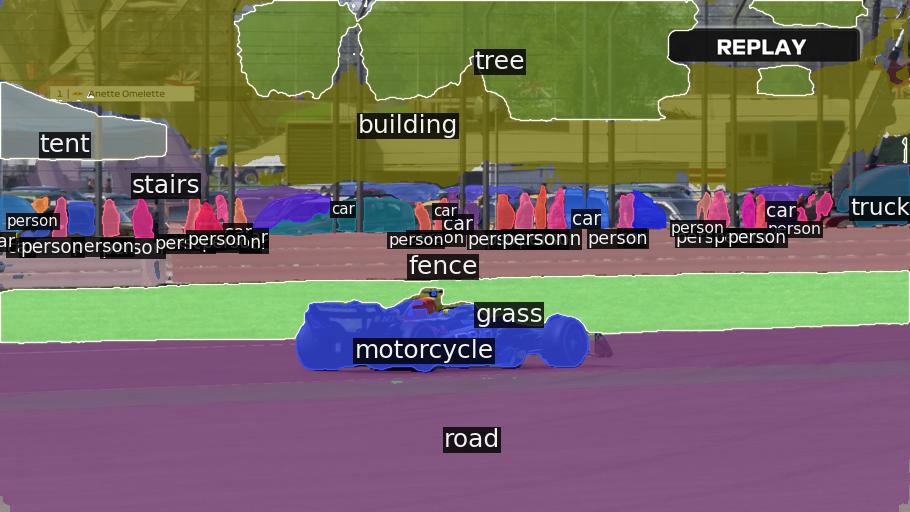 REPLAY
1 Anette Omelette
tree
building
tent
stairs
person
car
car
car
car
car
truck
person
person
person
person
person
person
person
person
person
fence
grass
motorcycle
road